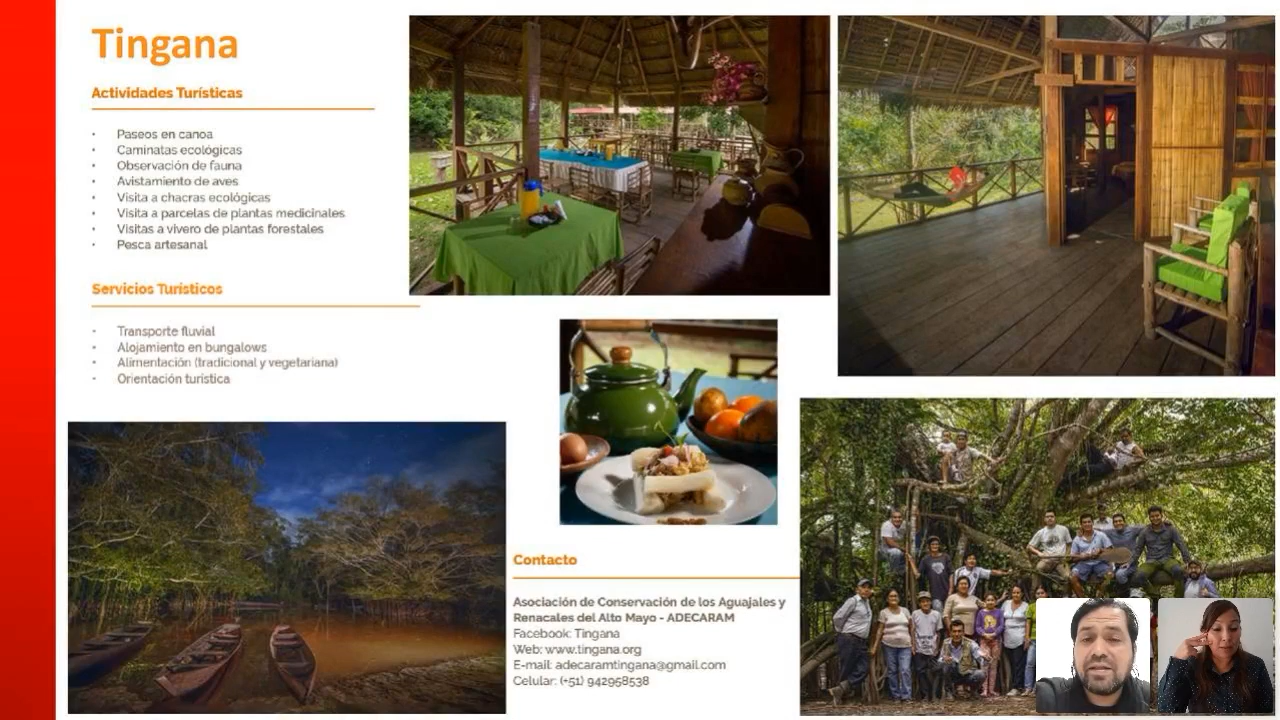 Tingana
Actividades Turísticas
• Paseos en canoa
• Caminatas ecológicas
• Observación de fauna
• Avistamiento de aves
• Visita a chacras ecológicas
• Visita a parcelas de plantas medicinales
• Visitas a vivero de plantas forestales
• Pesca artesanal
Servicios Turísticos
• Transporte fluvial
• Alojamiento en bungalows
• Alimentación (tradicional y vegetariana)
• Orientación turística
Contacto
Asociación de Conservación de los Aguajales y
Renacales del Alto Mayo - ADECARAM
Facebook: Tingana
Web: www.tingana.org
E-mail: adecaramtingana@gmail.com
Celular: (+51) 942958538